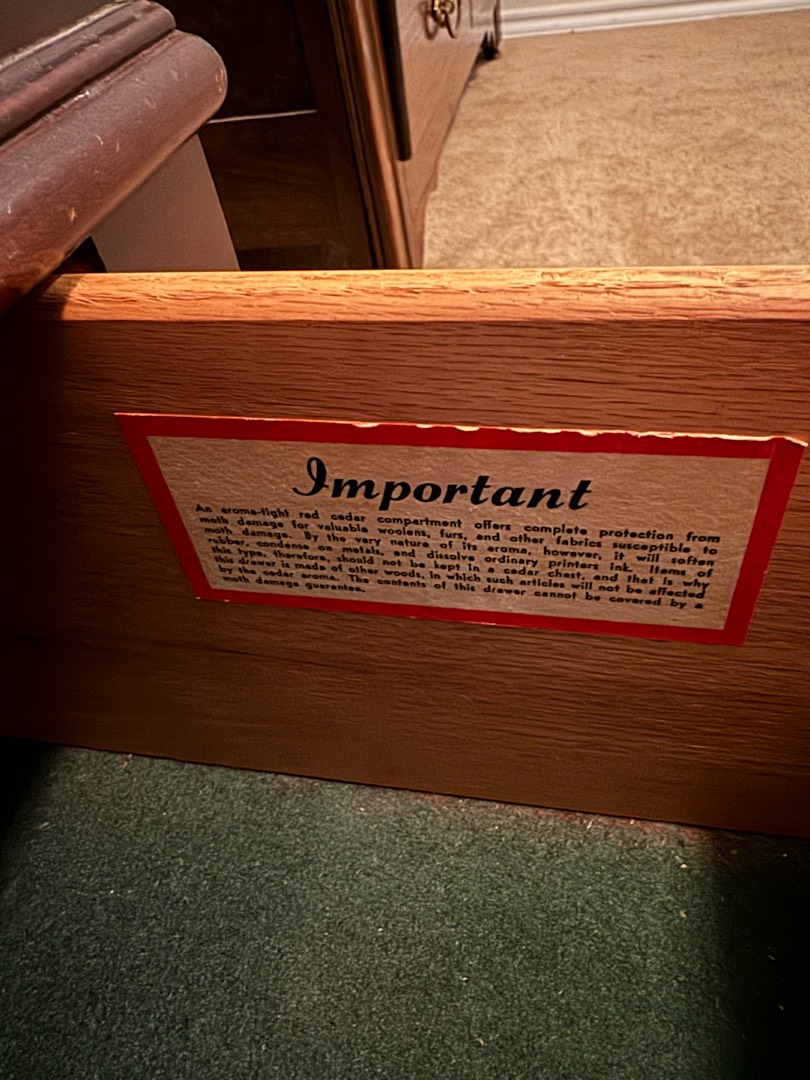 Important
An aroma-tight red cedar compartment offers complete protection from
moth damage for valuable woolens, furs, and other fabrics susceptible to
moth damage. By the very nature of its aroma, however, it will soften
rubber, condense on metals, and dissolve ordinary printers ink. Items of
this type, therefore, should not be kept in a cedar chest, and that is why
this drawer is made of other woods, in which such articles will not be affected
by the cedar aroma. The contents of this drawer cannot be covered by a
moth damage guarantee.